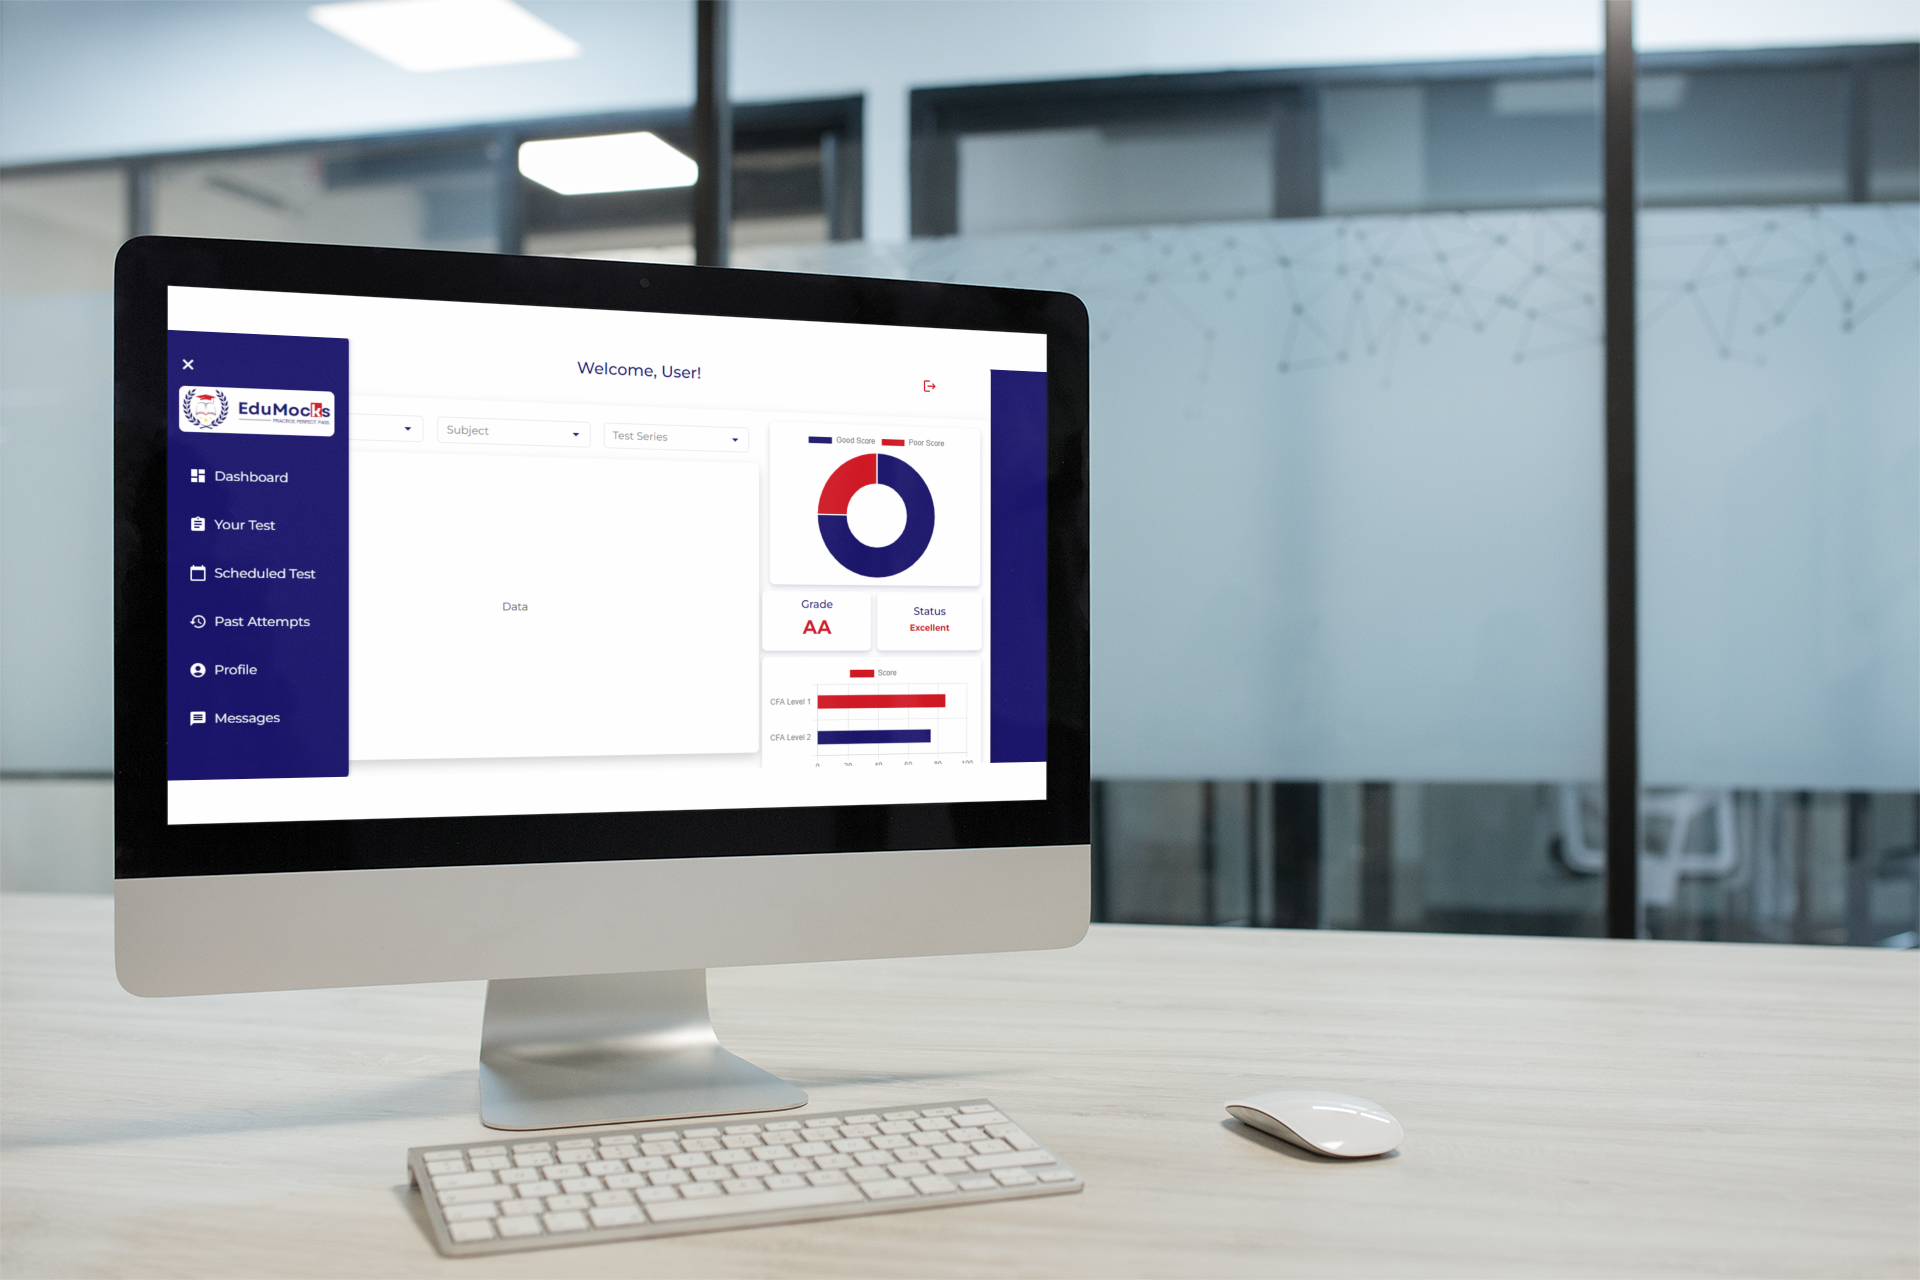 Welcome, User!
EduMocks
PRACTICE PERFECT PASS
Dashboard
Your Test
Scheduled Test
Past Attempts
Profile
Messages
Subject
Test Series
Data
Good Score
Poor Score
Grade
AA
Status
Excellent
Score
CFA Level 1
CFA Level 2
0 20 40 60 80 100